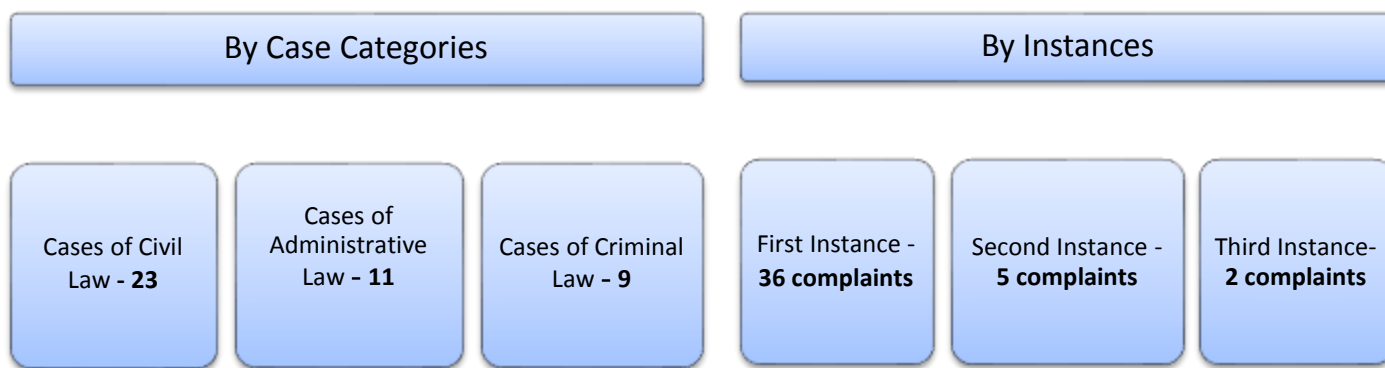 By Case Categories
By Instances
Cases of Civil
Law - 23
Cases of
Administrative
Law - 11
Cases of Criminal
Law - 9
First Instance -
36 complaints
Second Instance -
5 complaints
Third Instance-
2 complaints